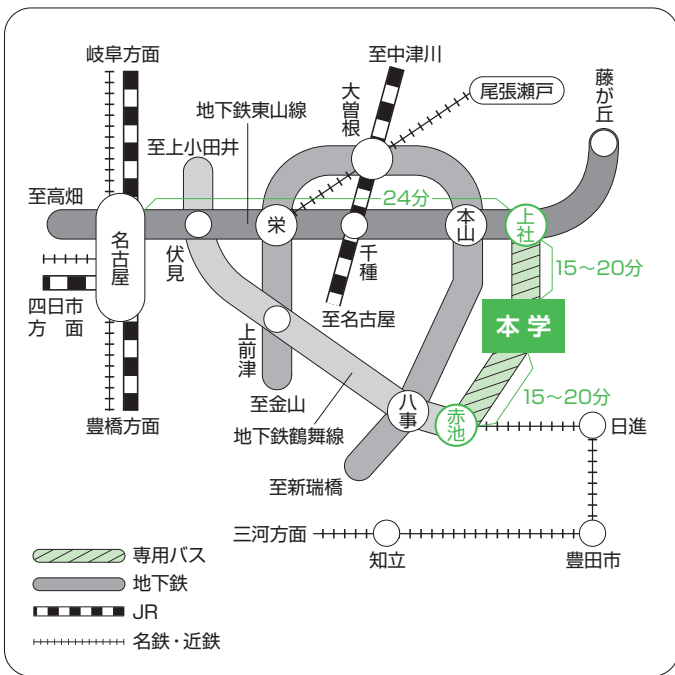 岐阜方面
至中津川
大曽根
尾張瀬戸
藤が丘
地下鉄東山線
至上小田井
至高畑
24分
名古屋
伏見
栄
千種
本山
上社
15〜20分
四日市
方面
至名古屋
本学
上前津
豊橋方面
至金山
地下鉄鶴舞線
八事
赤池
15〜20分
日進
至新瑞橋
三河方面
知立
豊田市
専用バス
地下鉄
JR
名鉄・近鉄